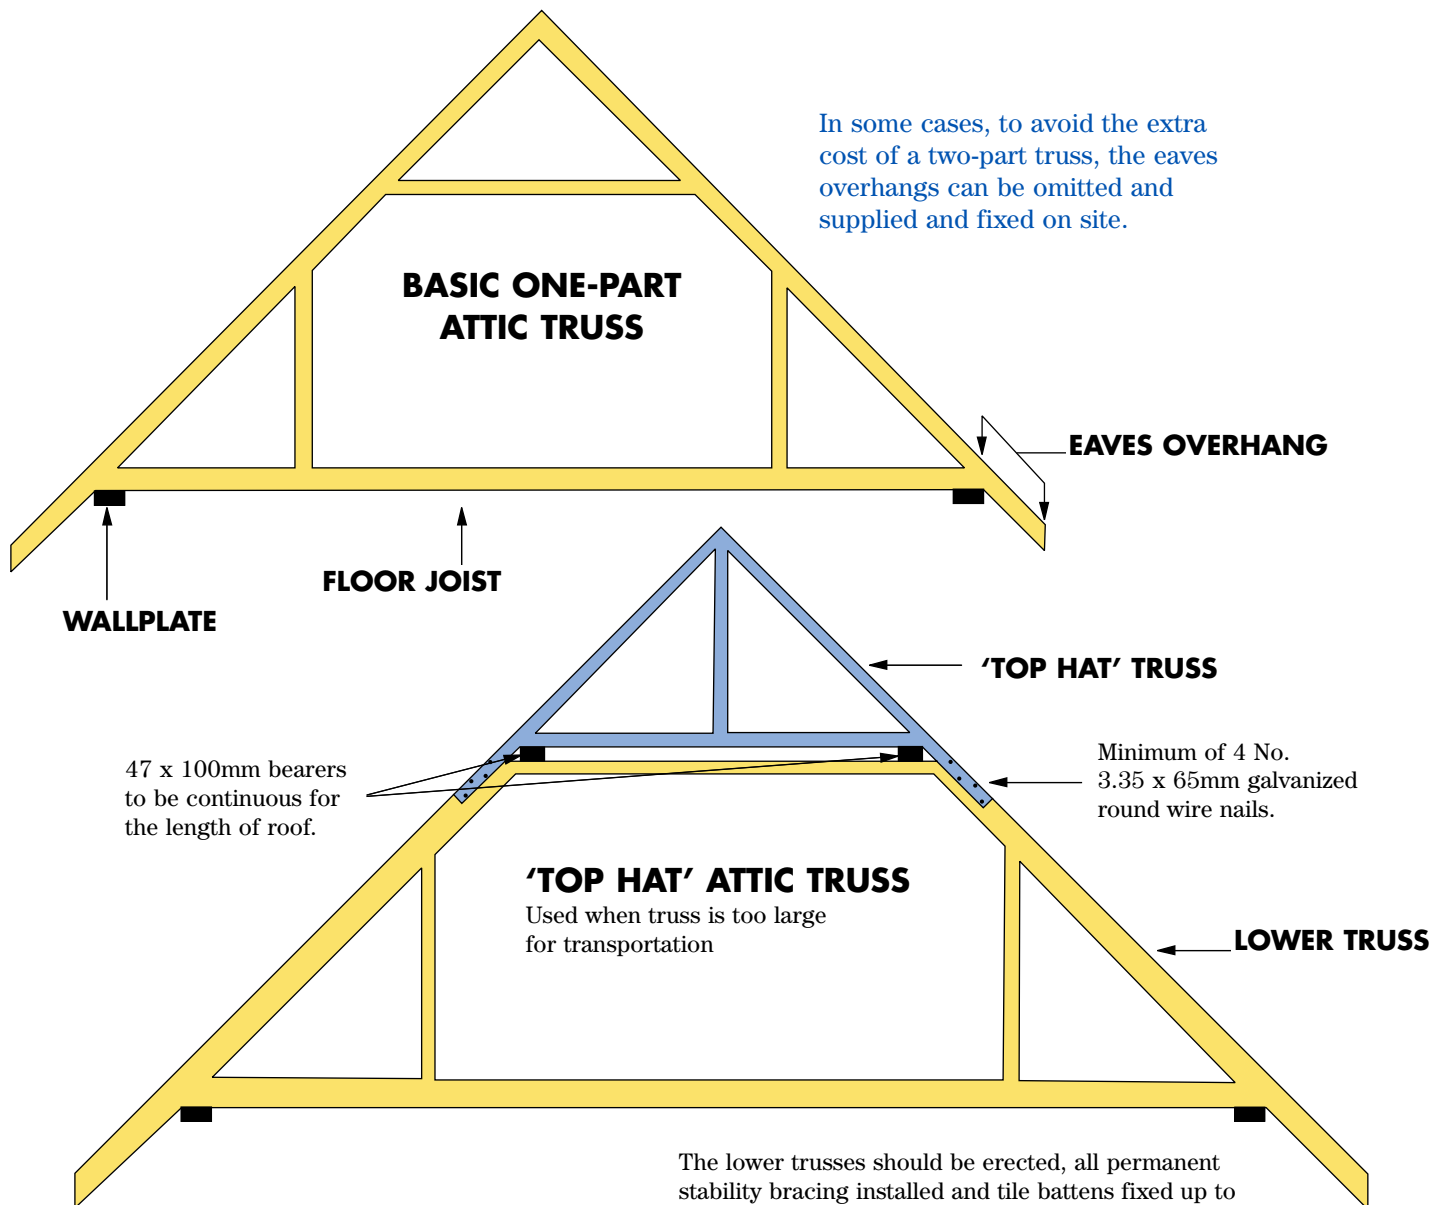 In some cases, to avoid the extra
cost of a two-part truss, the eaves
overhangs can be omitted and
supplied and fixed on site.
BASIC ONE-PART
ATTIC TRUSS
EAVES OVERHANG
FLOOR JOIST
WALLPLATE
‘TOP HAT’ TRUSS
47 x 100mm bearers
to be continuous for
the length of roof.
Minimum of 4 No.
3.35 x 65mm galvanized
round wire nails.
‘TOP HAT’ ATTIC TRUSS
Used when truss is too large
for transportation
LOWER TRUSS
The lower trusses should be erected, all permanent
stability bracing installed and tile battens fixed up to